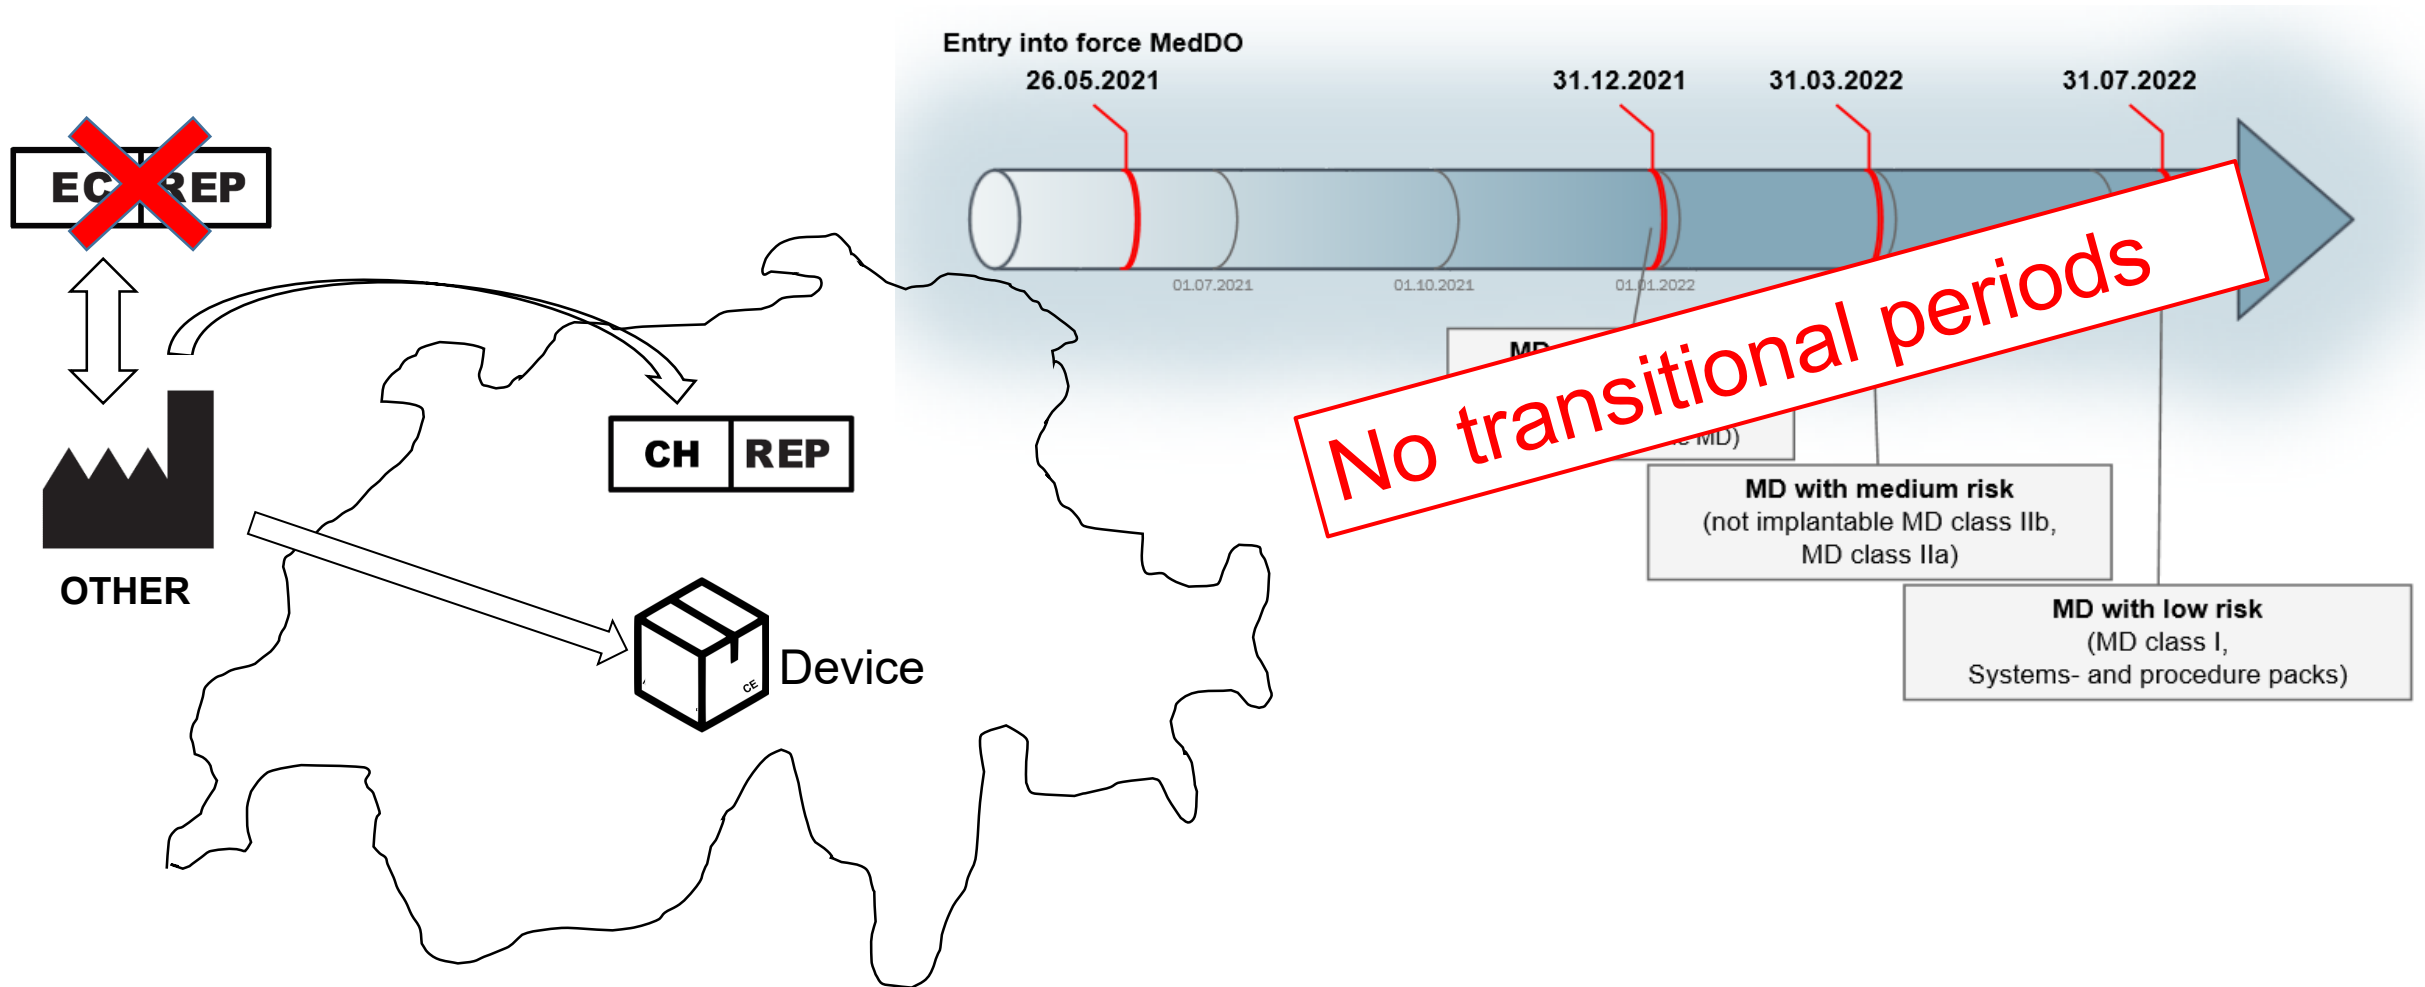 Entry into force MedDO
26.05.2021
31.12.2021
31.03.2022
31.07.2022
EC REP
01.07.2021
01.10.2021
01.01.2022
No transitional periods
MD
MD)
CH REP
MD with medium risk
(not implantable MD class IIb,
MD class IIa)
OTHER
MD with low risk
(MD class I,
Systems- and procedure packs)
Device
CE